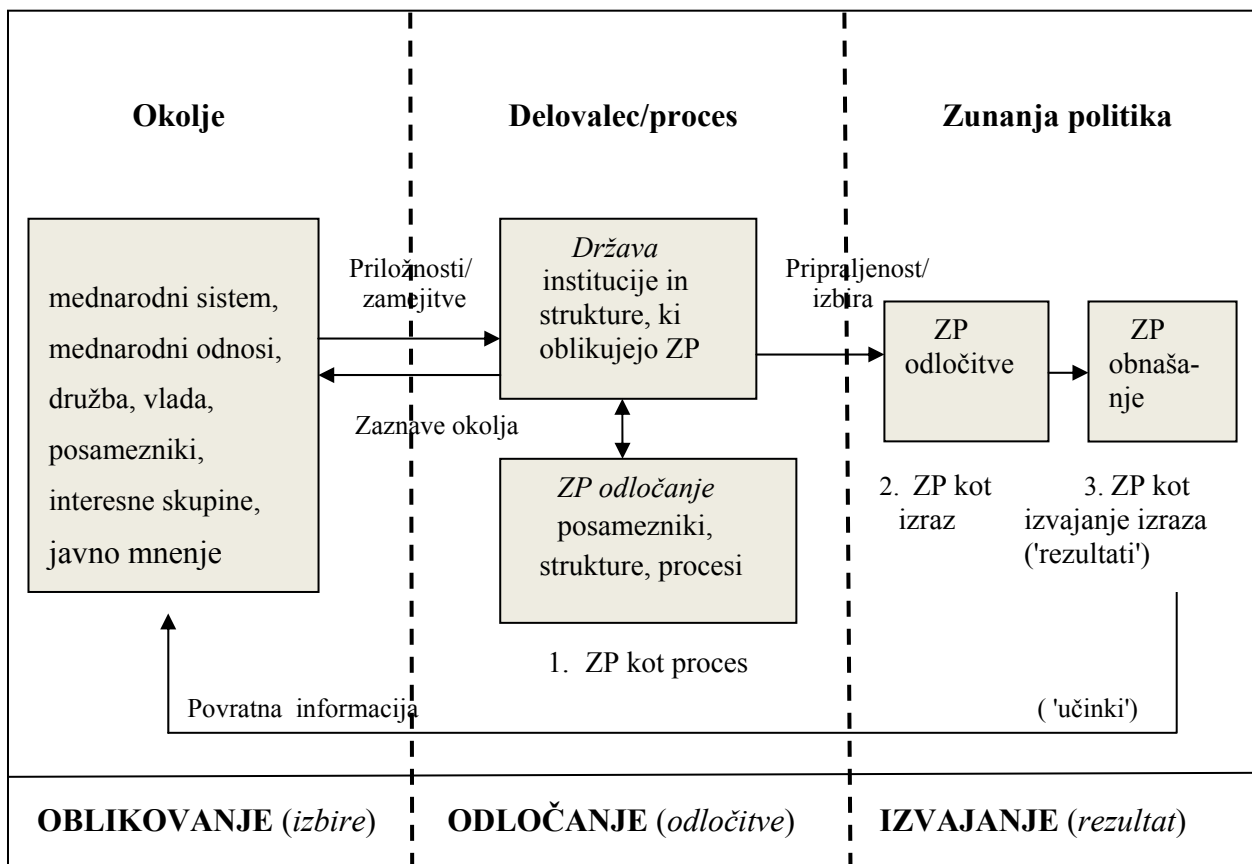 Okolje
Delovalec/proces
Zunanja politika
mednarodni sistem,
mednarodni odnosi,
družba, vlada,
posamezniki,
interesne skupine,
javno mnenje
Priložnosti/
zamejitve
Zaznave okolja
Država
institucije in
strukture, ki
oblikujejo ZP
ZP odločanje
posamezniki,
strukture, procesi
1. ZP kot proces
Pripraljenost/
izbira
ZP
odločitve
ZP
obnaša-
nje
2. ZP kot
izraz
3. ZP kot
izvajanje izraza
('rezultati')
Povratna informacija
( 'učinki')
OBLIKOVANJE (izbire)
ODLOČANJE (odločitve)
IZVAJANJE (rezultat)